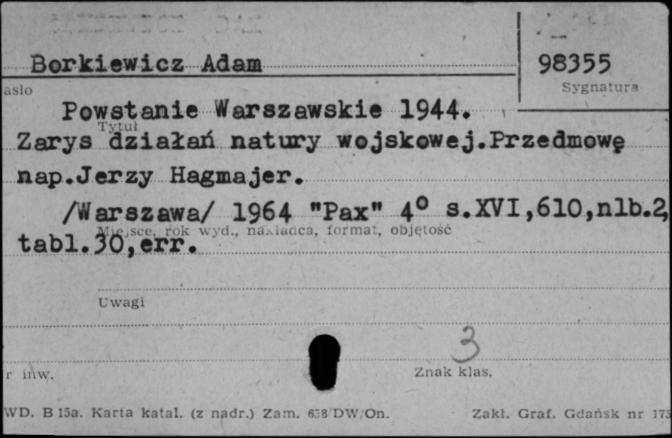 Borkiewicz Adam
98355
asło
Sygnatura
Powstanie Warszawskie 1944.
Tytuł
Zarys działań natury wojskowej.Przedmowę
nap.Jerzy Hagmajer.
/Warszawa/ 1964 "Pax" 4° s.XVI,610,nlb.2,
Miejsce, rok wyd., nakładca, format, objętość
tabl.30,err.
Uwagi
3
r inw.
Znak klas.
WD. B 15a. Karta katal. (z nadr.) Zam. 638/DW/On.
Zakł. Graf. Gdańsk nr 173